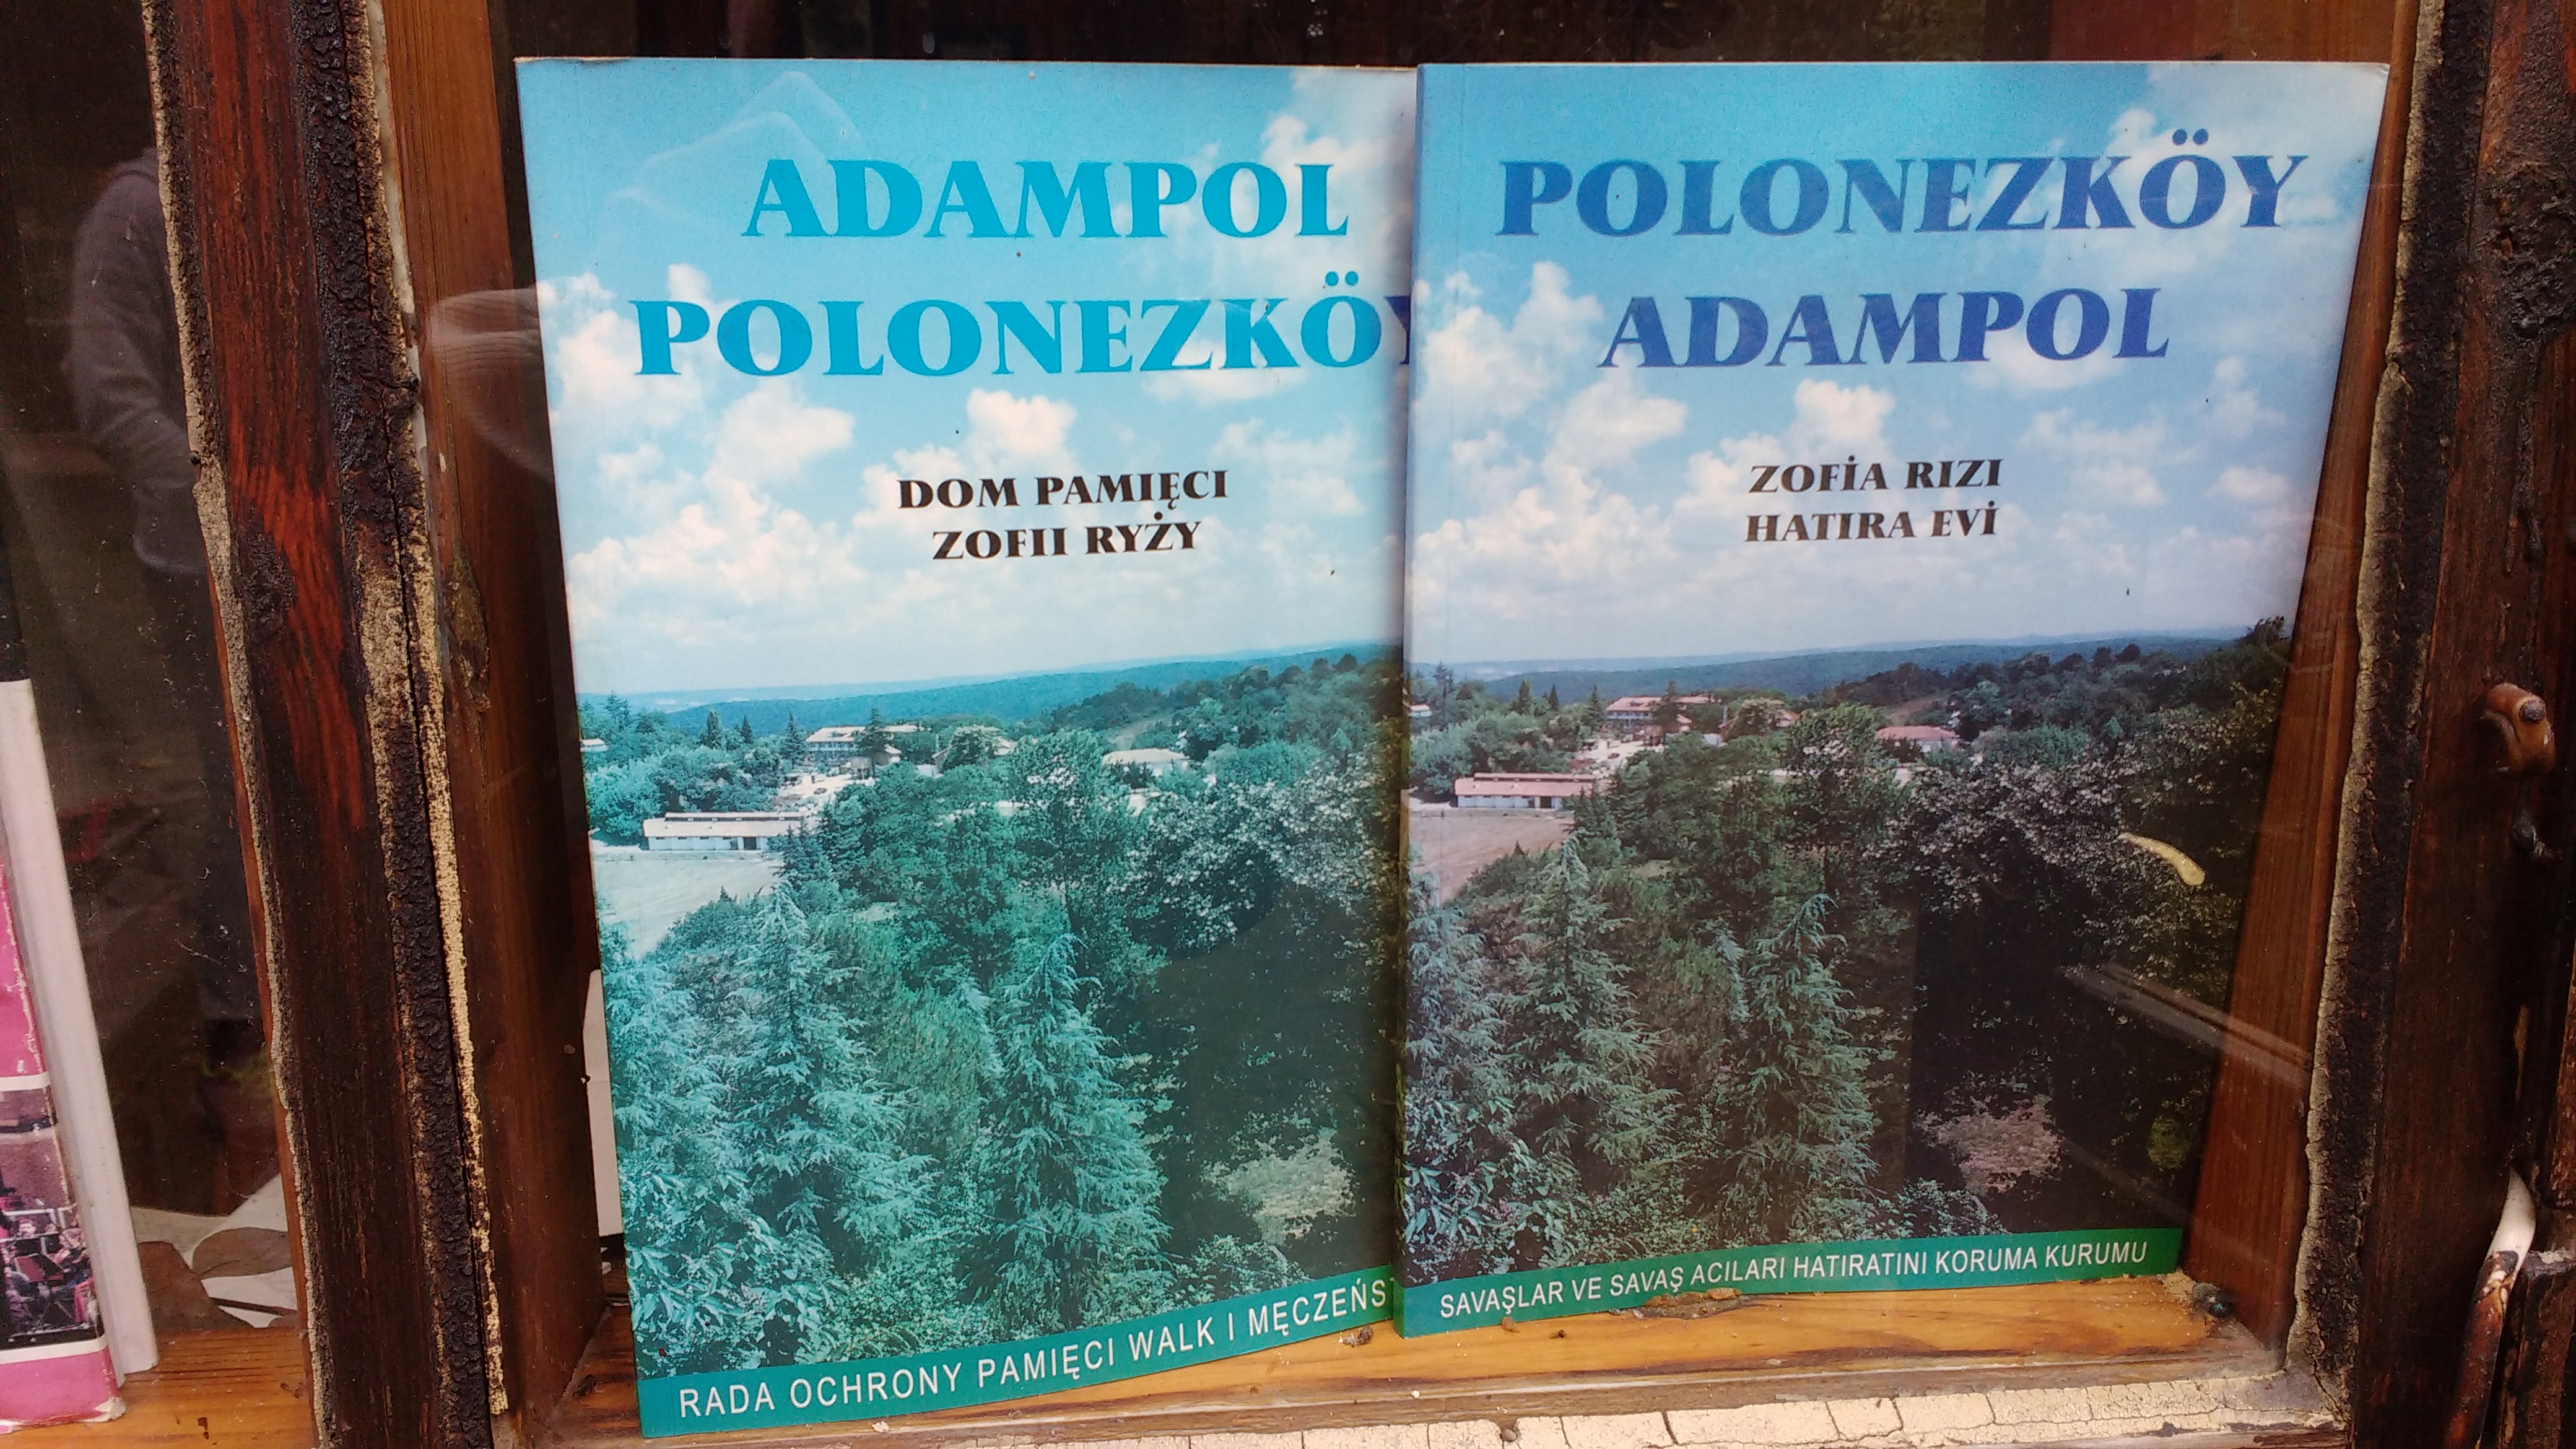 ADAMPOL
POLONEZKÖY
DOM PAMIĘCI
ZOFII RYŻY
RADA OCHRONY PAMIĘCI WALK I
POLONEZKÖY
ADAMPOL
ZOFİA RIZI
HATIRA EVİ
SAVAŞLAR VE SAVAŞ ACILARI HATIRATINI KORUMA KURUMU